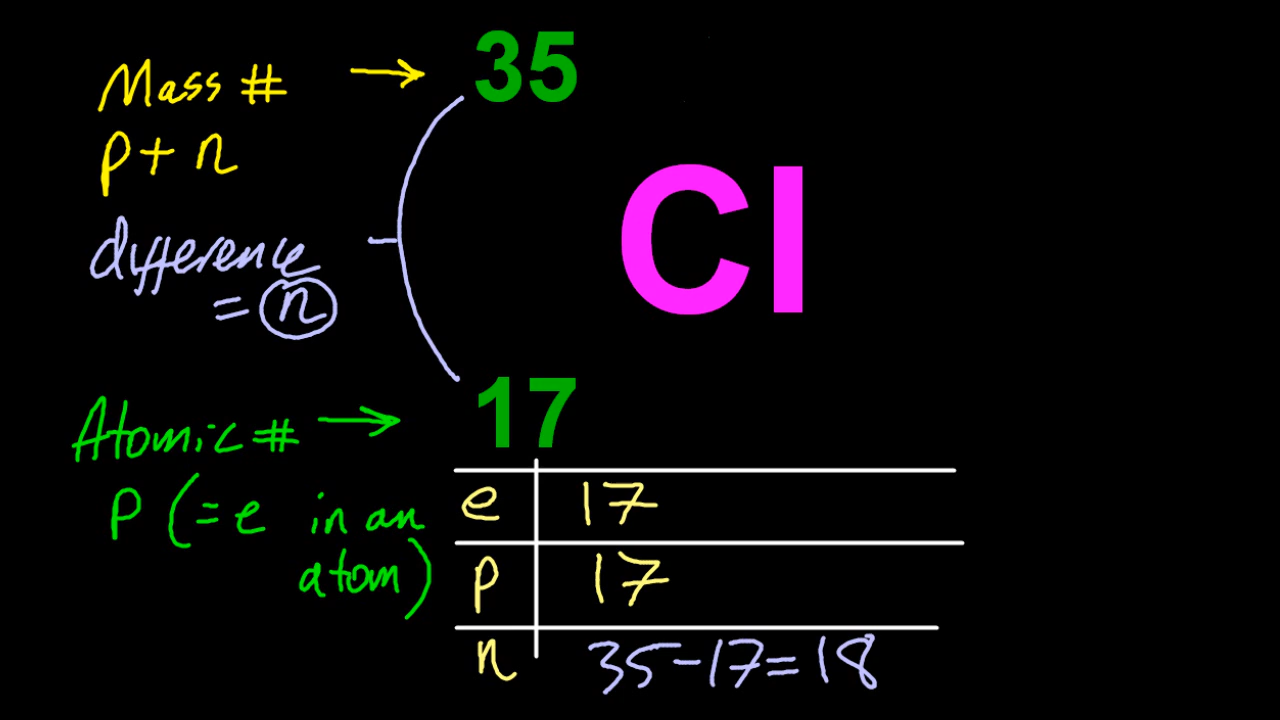 Mass # → 35
p + n
Cl
difference
= n
Atomic # → 17
P (= e in an
atom)
e 17
p 17
n 35-17=18